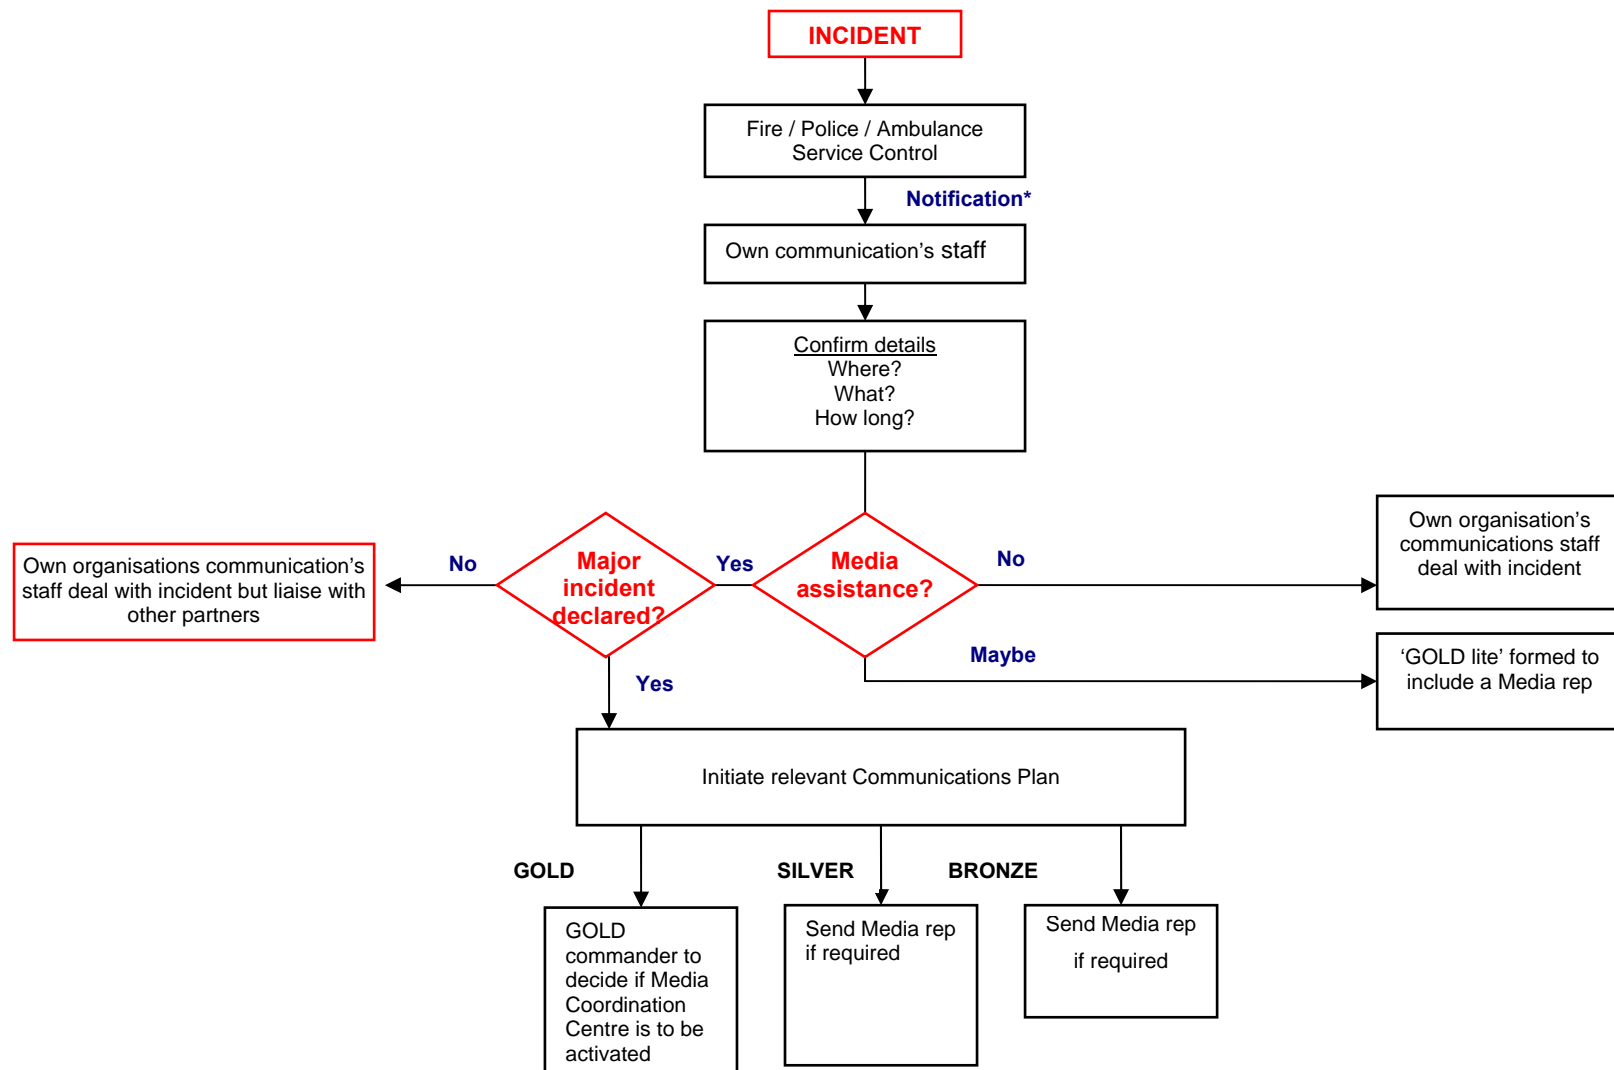 INCIDENT
Fire / Police / Ambulance
Service Control
Notification*
Own communication’s staff
Confirm details
Where?
What?
How long?
Own organisation’s
communications staff
deal with incident
No
Media
assistance?
Yes
Major
incident
declared?
No
Own organisations communication’s
staff deal with incident but liaise with
other partners
Maybe
‘GOLD lite’ formed to
include a Media rep
Yes
Initiate relevant Communications Plan
GOLD
SILVER
BRONZE
GOLD
commander to
decide if Media
Coordination
Centre is to be
activated
Send Media rep
if required
Send Media rep
if required